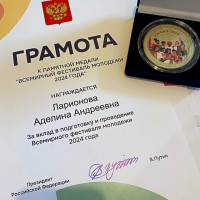 ГРАМОТА
К ПАМЯТНОЙ МЕДАЛИ
"ВСЕМИРНЫЙ ФЕСТИВАЛЬ МОЛОДЕЖИ
2024 ГОДА"
НАГРАЖДАЕТСЯ
Ларионова
Аделина Андреевна
За вклад в подготовку и проведение
Всемирного фестиваля молодежи
2024 года
Президент
Российской Федерации
В.Путин